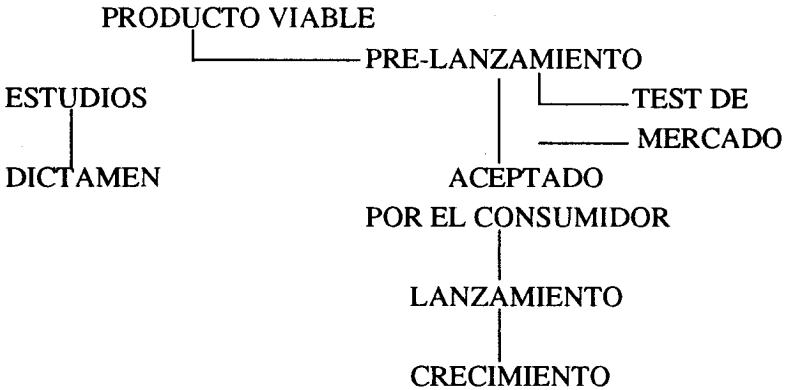 PRODUCTO VIABLE
PRE-LANZAMIENTO
ESTUDIOS
TEST DE
MERCADO
DICTAMEN
ACEPTADO
POR EL CONSUMIDOR
LANZAMIENTO
CRECIMIENTO